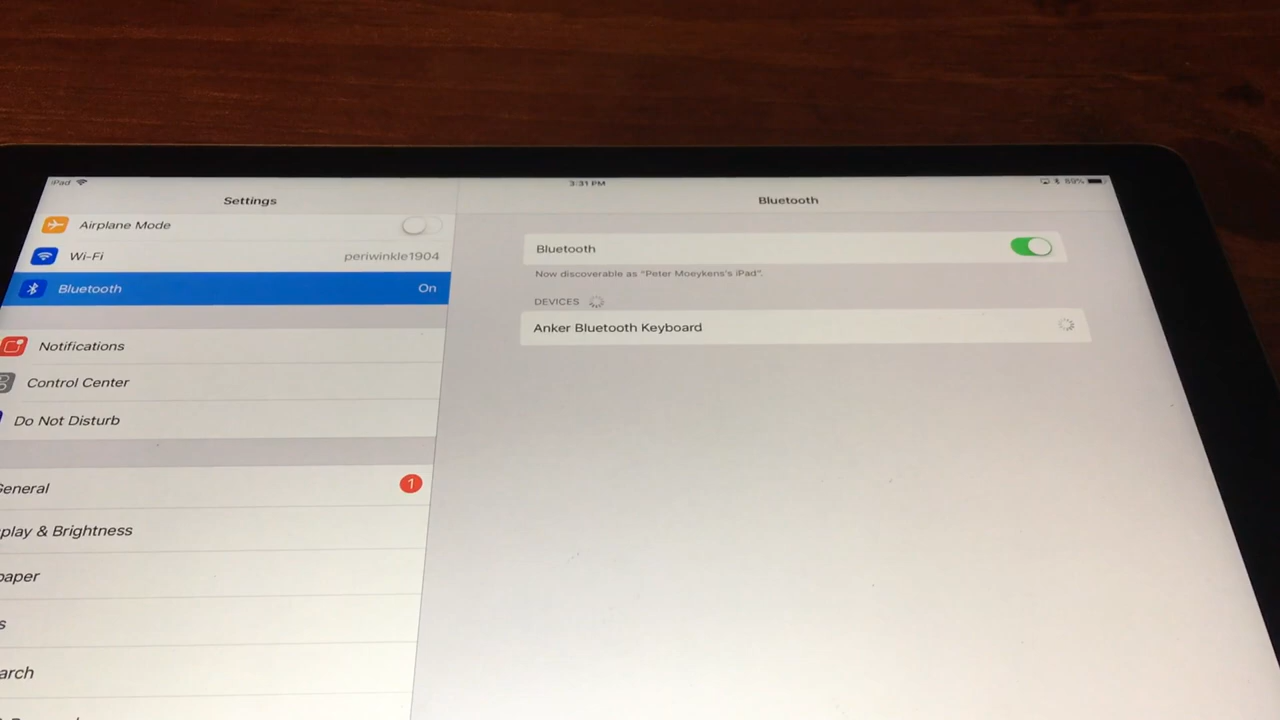 iPad
3:31 PM
89%
Settings
Bluetooth
Airplane Mode
Wi-Fi
periwinkle1904
Bluetooth
On
Notifications
Control Center
Do Not Disturb
General
1
play & Brightness
paper
s
arch
Bluetooth
Now discoverable as “Peter Moeykens's iPad”.
DEVICES
Anker Bluetooth Keyboard